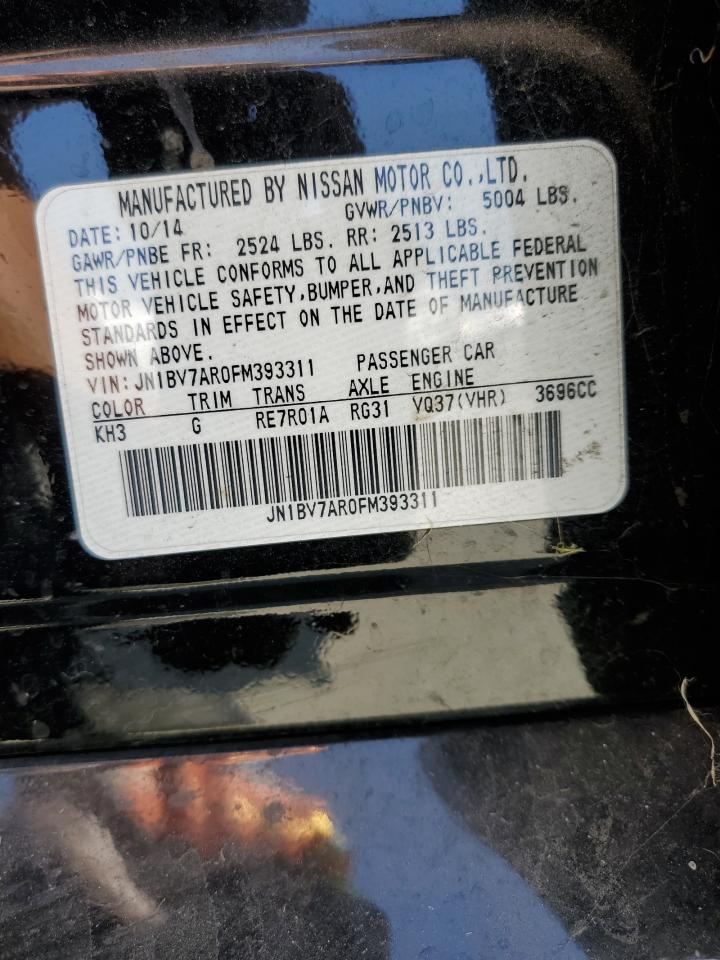 MANUFACTURED BY NISSAN MOTOR CO.,LTD.
DATE: 10/14 GVWR/PNBV: 5004 LBS.
GAWR/PNBE FR: 2524 LBS. RR: 2513 LBS.
THIS VEHICLE CONFORMS TO ALL APPLICABLE FEDERAL
MOTOR VEHICLE SAFETY,BUMPER,AND THEFT PREVENTION
STANDARDS IN EFFECT ON THE DATE OF MANUFACTURE
SHOWN ABOVE.
VIN:JN1BV7AR0FM393311 PASSENGER CAR
COLOR TRIM TRANS AXLE ENGINE
KH3 G RE7R01A RG31 VQ37(VHR) 3696CC
JN1BV7AR0FM393311